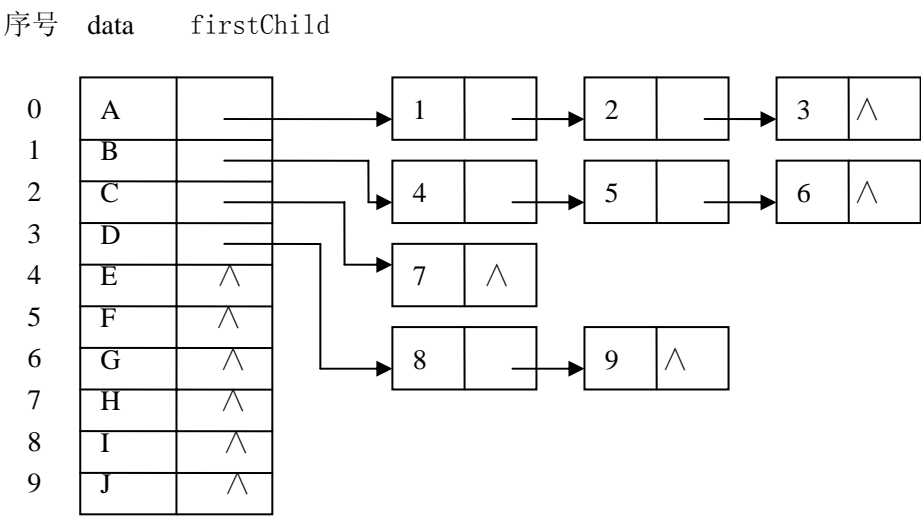 序号 data firstChild
0 A 1 2 3 ∧
1 B
2 C 4 5 6 ∧
3 D
4 E ∧ 7 ∧
5 F ∧
6 G ∧ 8 9 ∧
7 H ∧
8 I ∧
9 J ∧